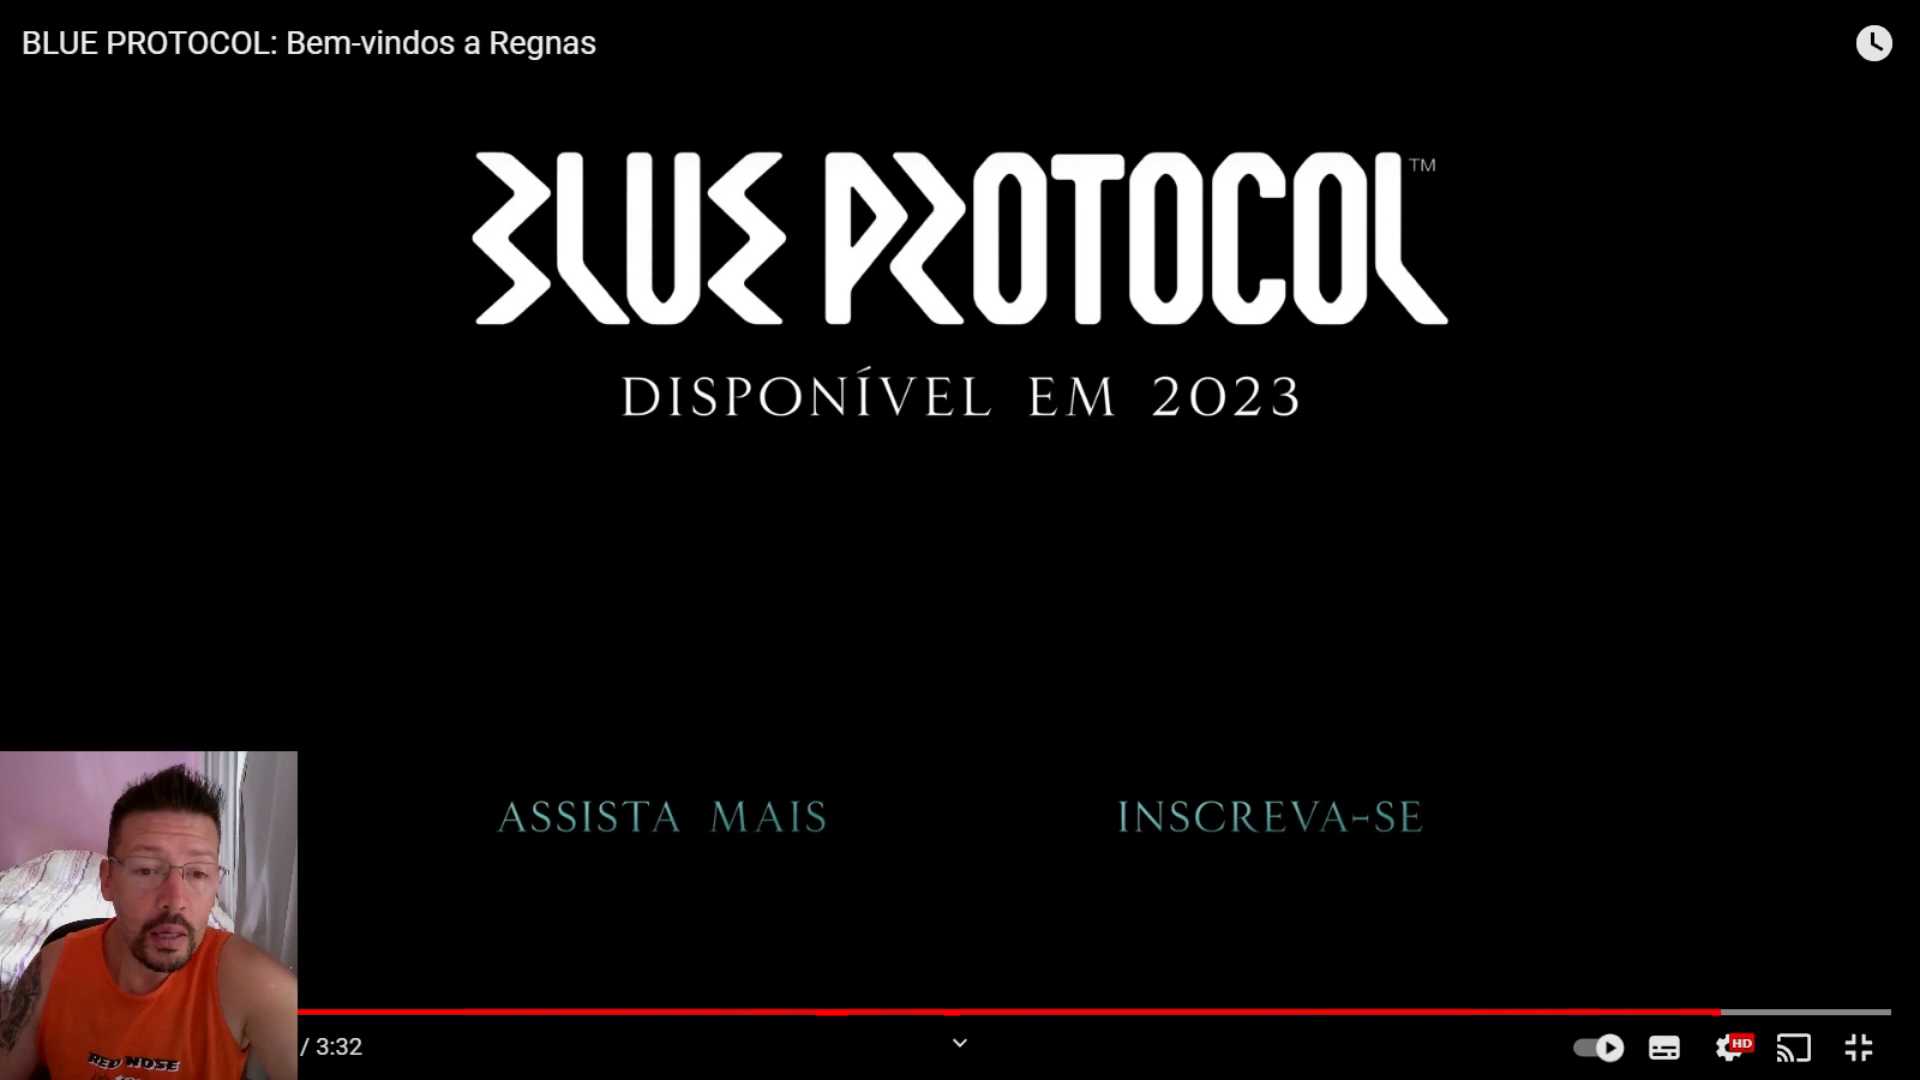 BLUE PROTOCOL: Bem-vindos a Regnas
BLUE PROTOCOL™
DISPONÍVEL EM 2023
ASSISTA MAIS
INSCREVA-SE
RED NOSE
/ 3:32
HD